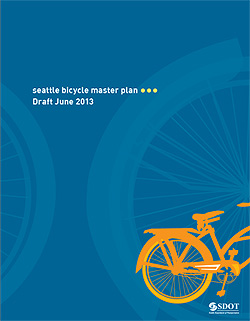 seattle bicycle master plan
Draft June 2013
SDOT